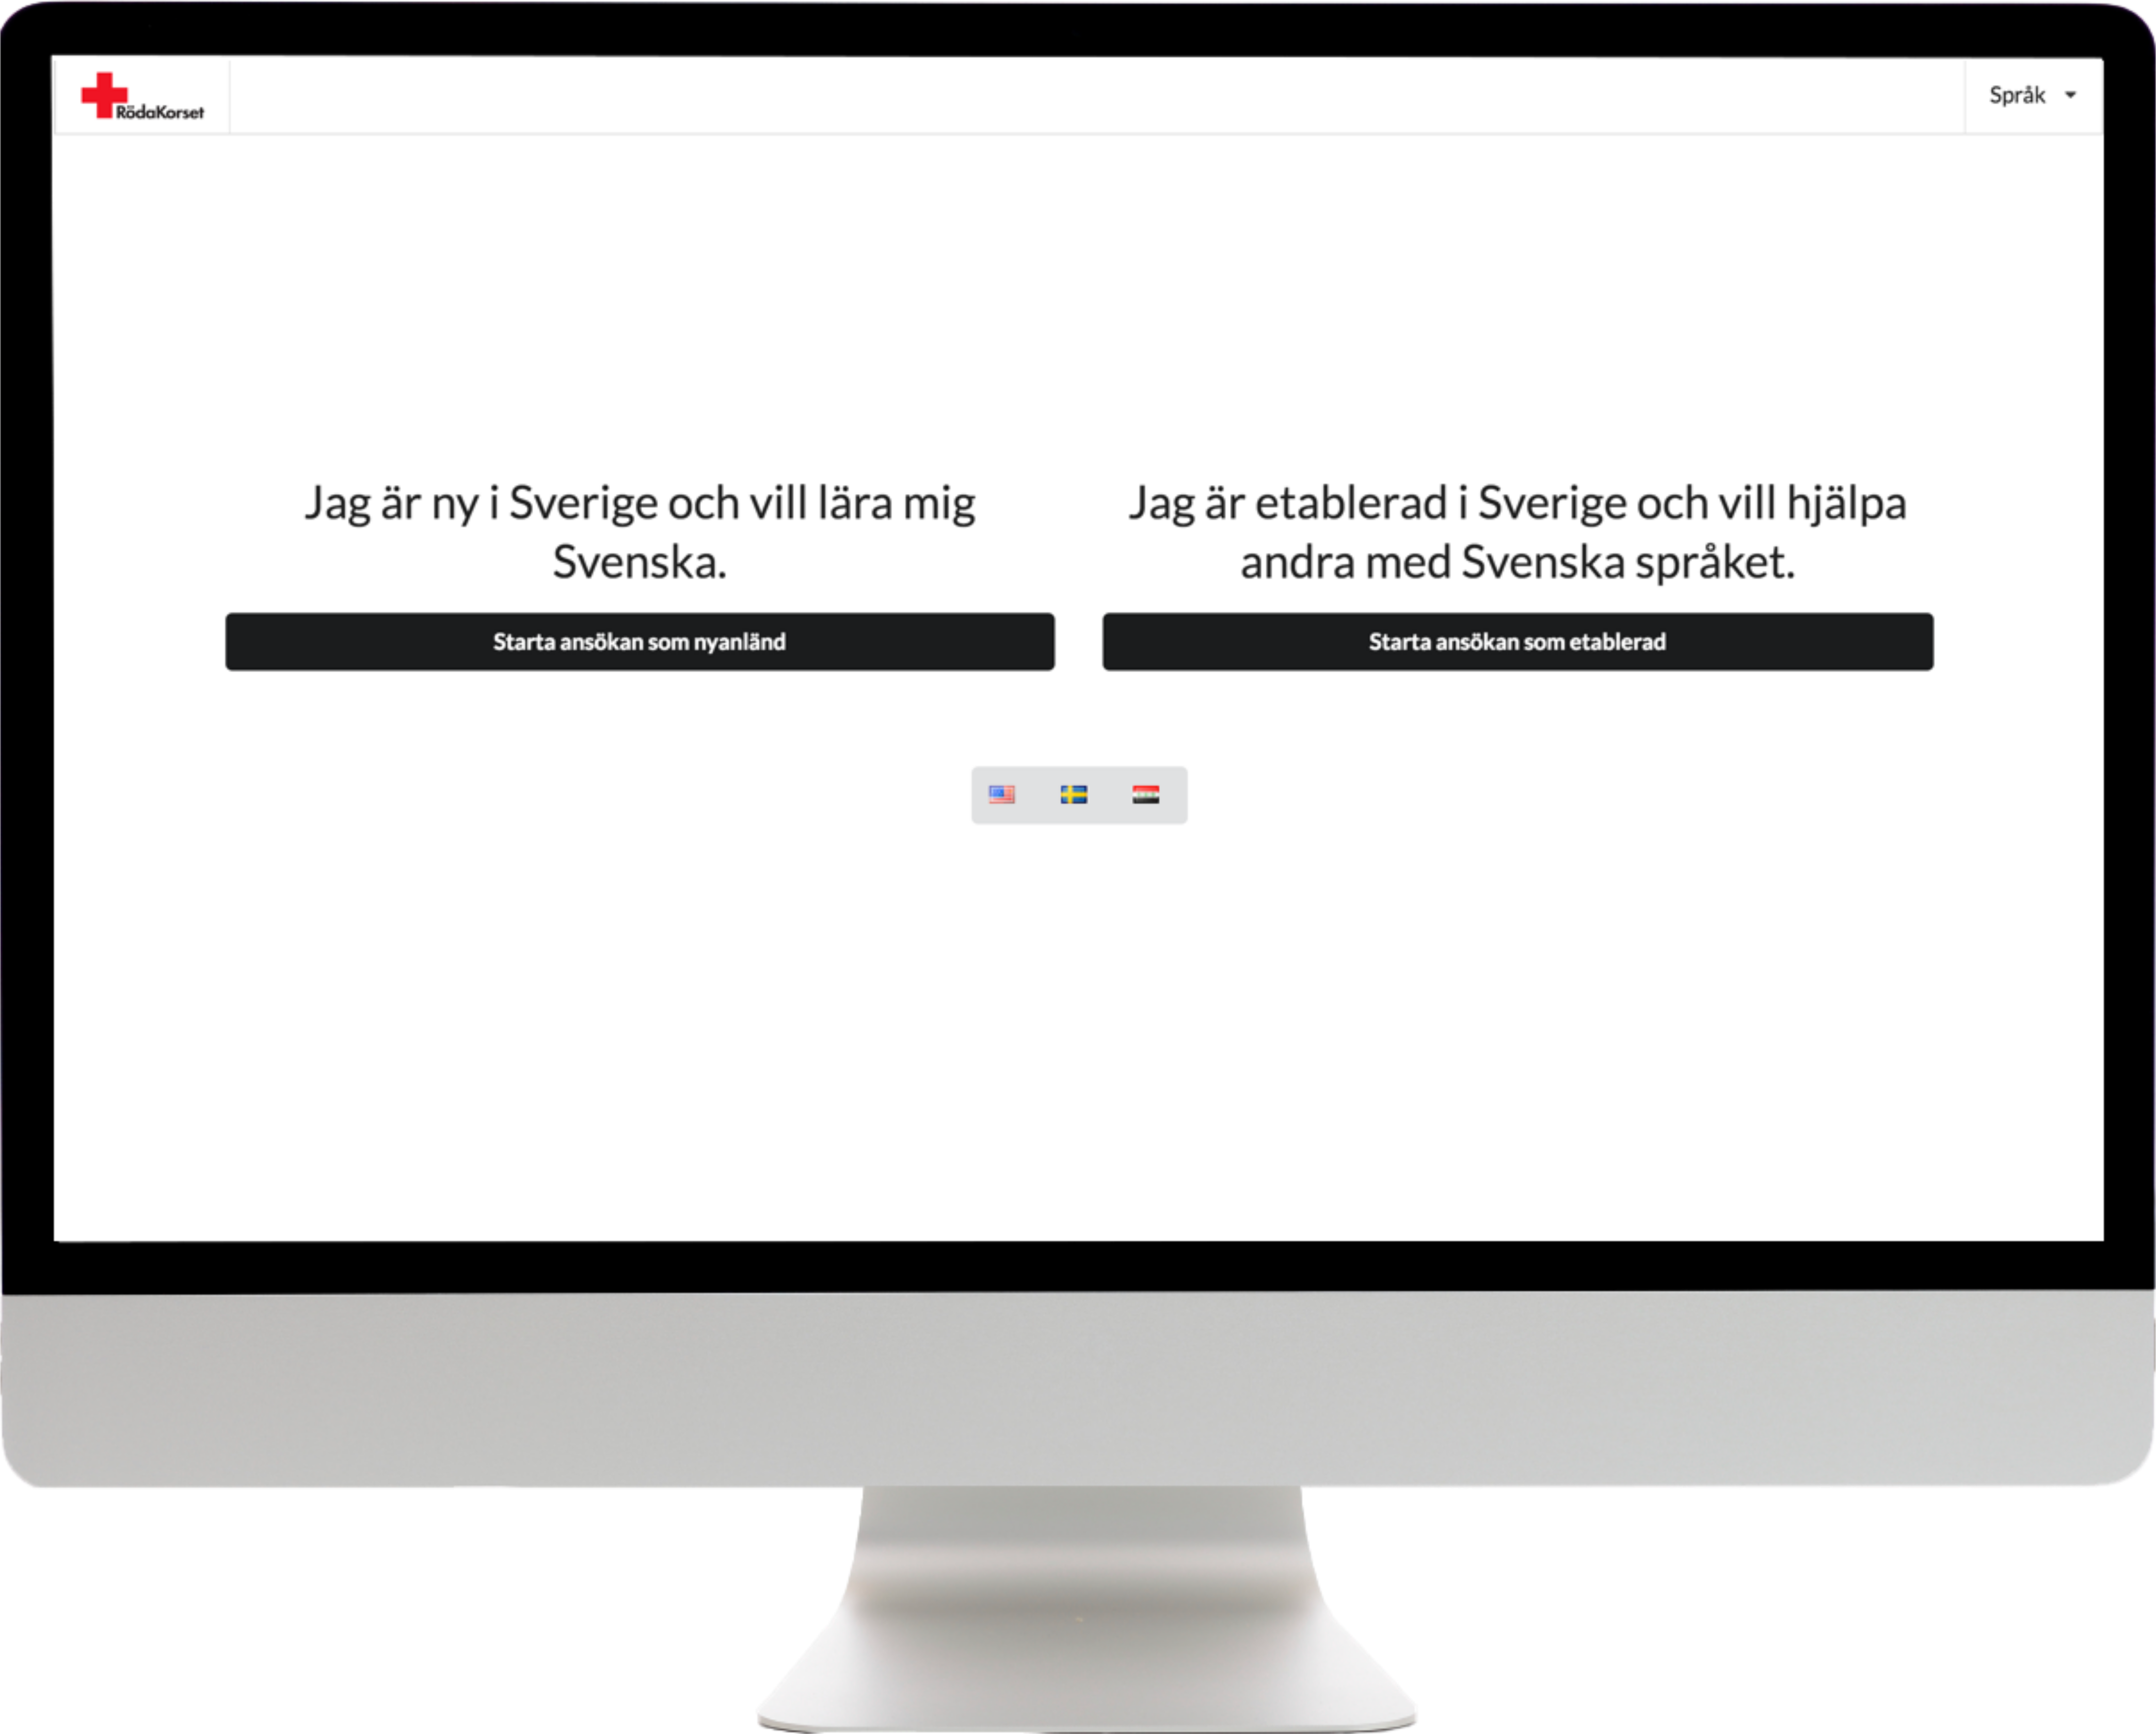 RödaKorset
Språk
Jag är ny i Sverige och vill lära mig
Svenska.
Starta ansökan som nyanländ
Jag är etablerad i Sverige och vill hjälpa
andra med Svenska språket.
Starta ansökan som etablerad